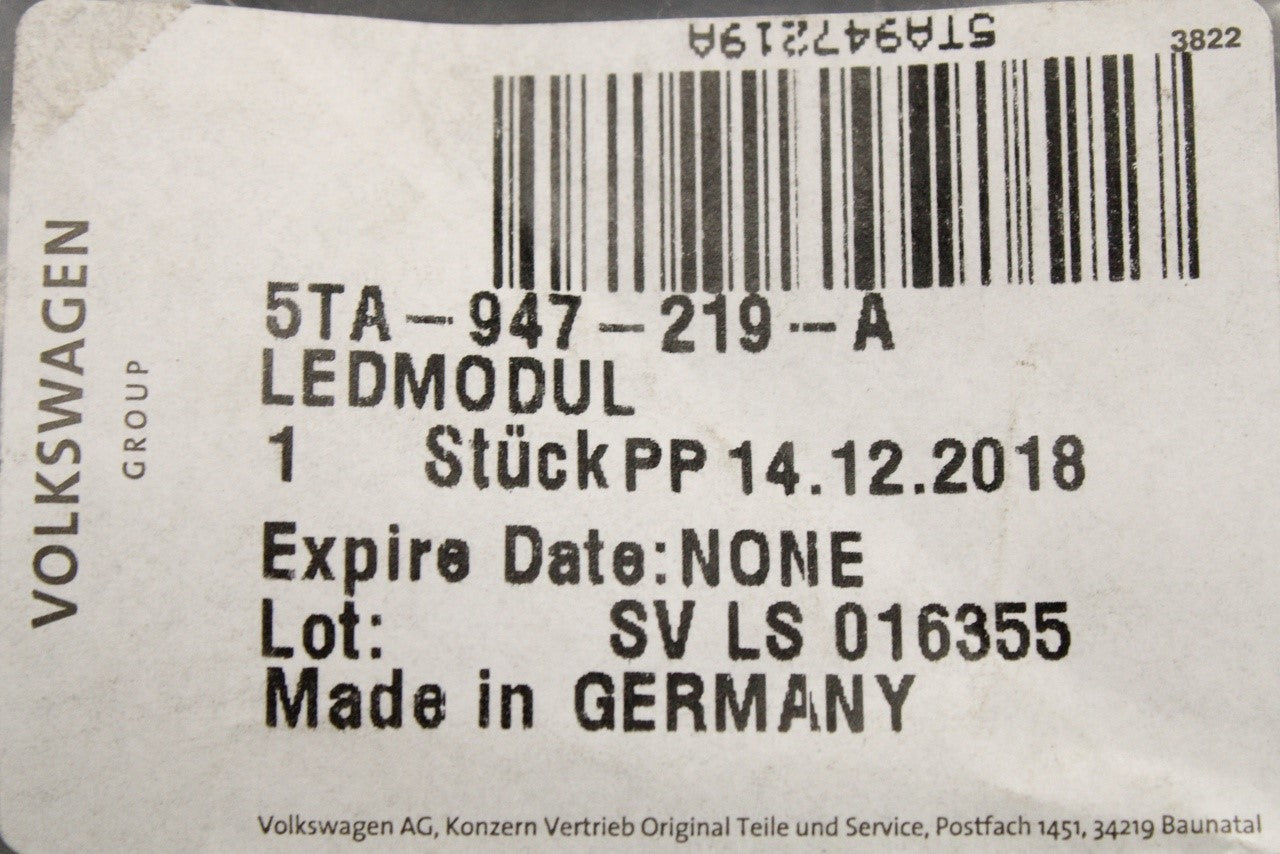 5TA947219A
3822
VOLKSWAGEN
GROUP
5TA-947-219-A
LEDMODUL
1 Stück PP 14.12.2018
Expire Date:NONE
Lot: SV LS 016355
Made in GERMANY
Volkswagen AG, Konzern Vertrieb Original Teile und Service, Postfach 1451, 34219 Baunatal